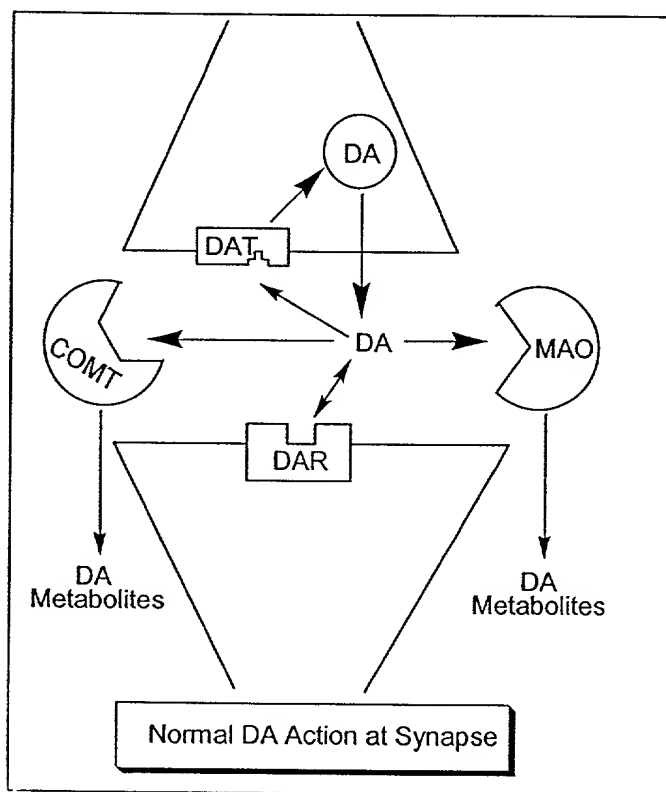 DA
DAT
DA
COMT
MAO
DAR
DA
Metabolites
DA
Metabolites
Normal DA Action at Synapse